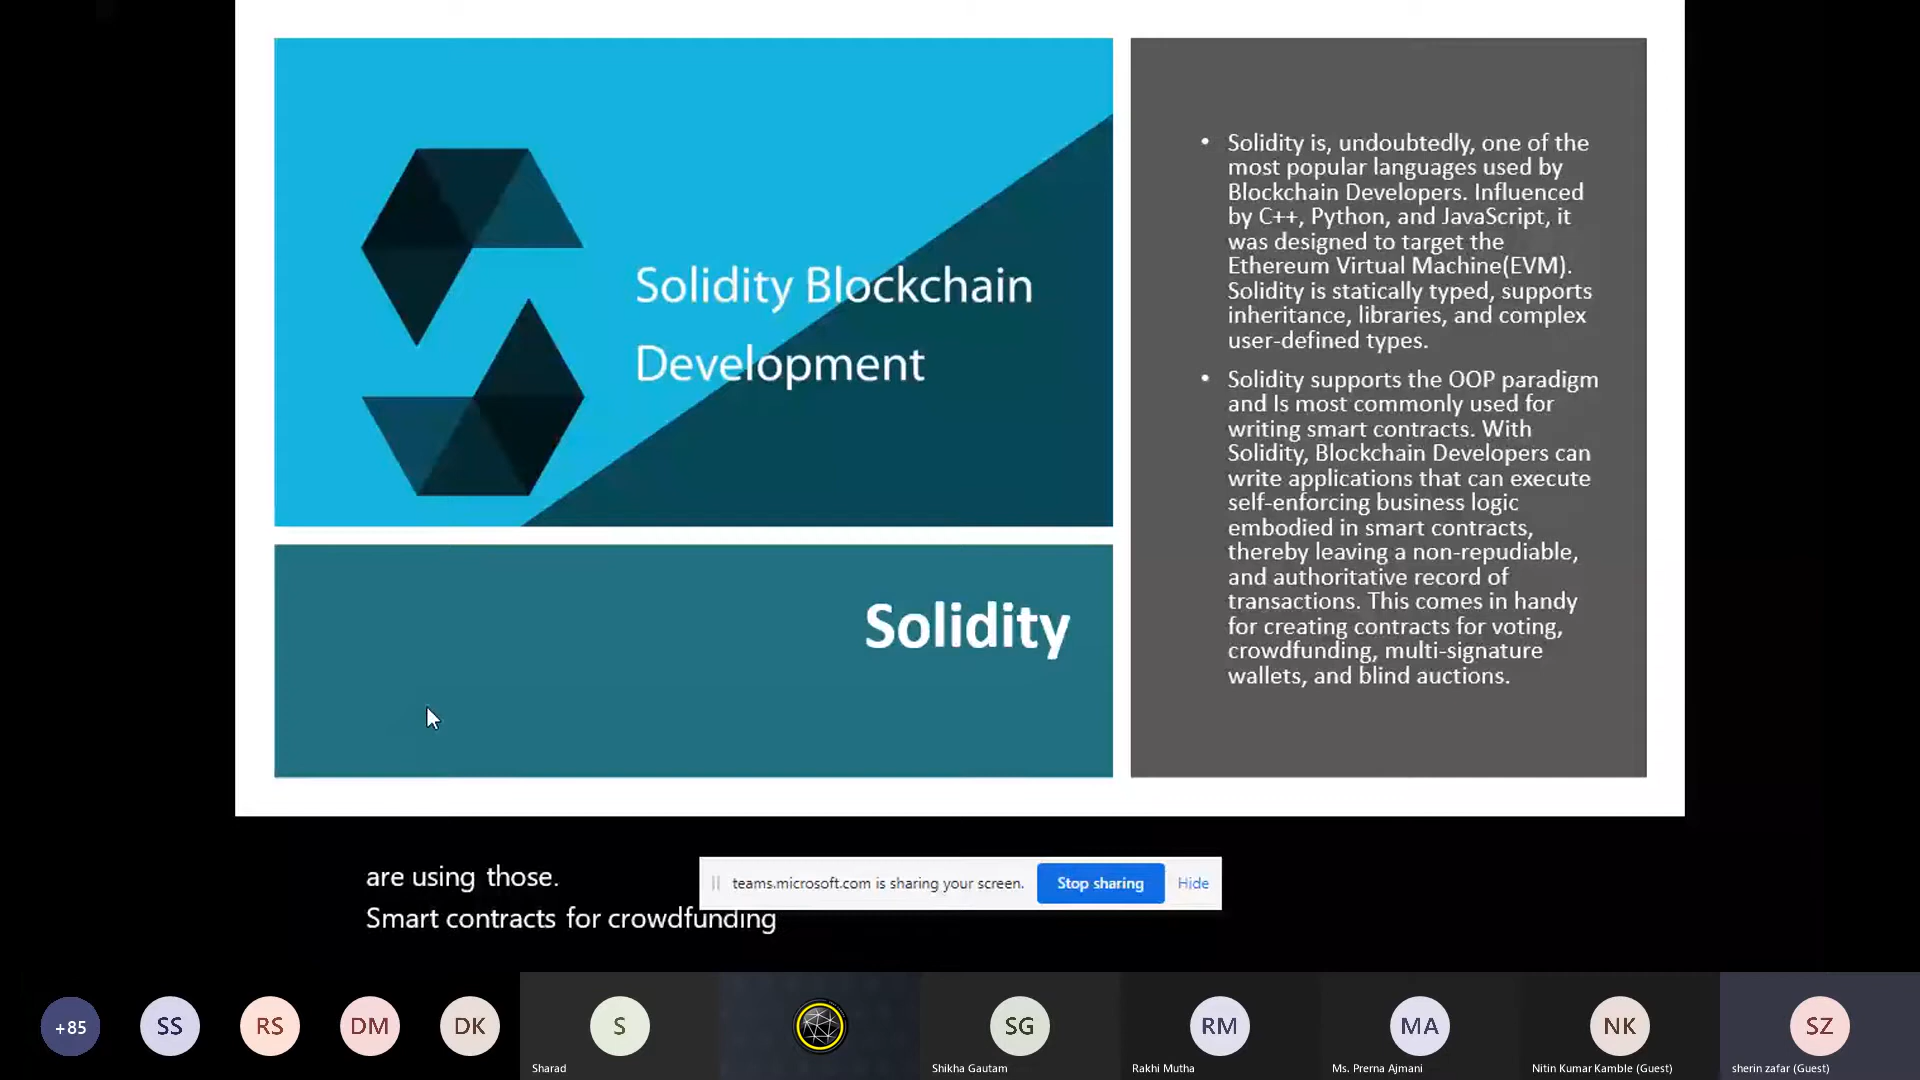 Solidity Blockchain
Development
Solidity
• Solidity is, undoubtedly, one of the
most popular languages used by
Blockchain Developers. Influenced
by C++, Python, and JavaScript, it
was designed to target the
Ethereum Virtual Machine(EVM).
Solidity is statically typed, supports
inheritance, libraries, and complex
user-defined types.
• Solidity supports the OOP paradigm
and Is most commonly used for
writing smart contracts. With
Solidity, Blockchain Developers can
write applications that can execute
self-enforcing business logic
embodied in smart contracts,
thereby leaving a non-repudiable,
and authoritative record of
transactions. This comes in handy
for creating contracts for voting,
crowdfunding, multi-signature
wallets, and blind auctions.
are using those.
Smart contracts for crowdfunding
teams.microsoft.com is sharing your screen.
Stop sharing
Hide
+85
SS
RS
DM
DK
S
Sharad
SG
Shikha Gautam
RM
Rakhi Mutha
MA
Ms. Prerna Ajmani
NK
Nitin Kumar Kamble (Guest)
SZ
sherin zafar (Guest)